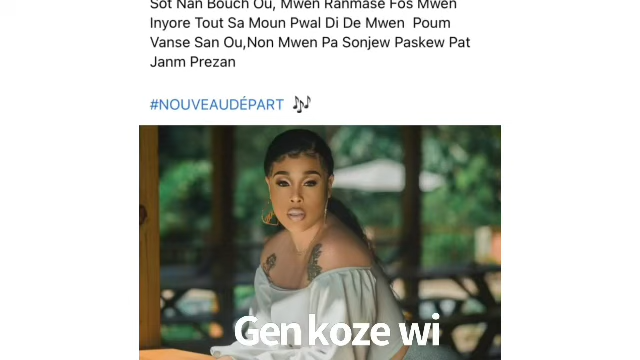 Sot Nan Bouch Ou, Mwen Ranmase Fòs Mwen
Inyore Tout Sa Moun Pwal Di De Mwen Poum
Vanse San Ou,Non Mwen Pa Sonjew Paskew Pat
Janm Prezan
#NOUVEAUDÉPART 🎶
Gen koze wi